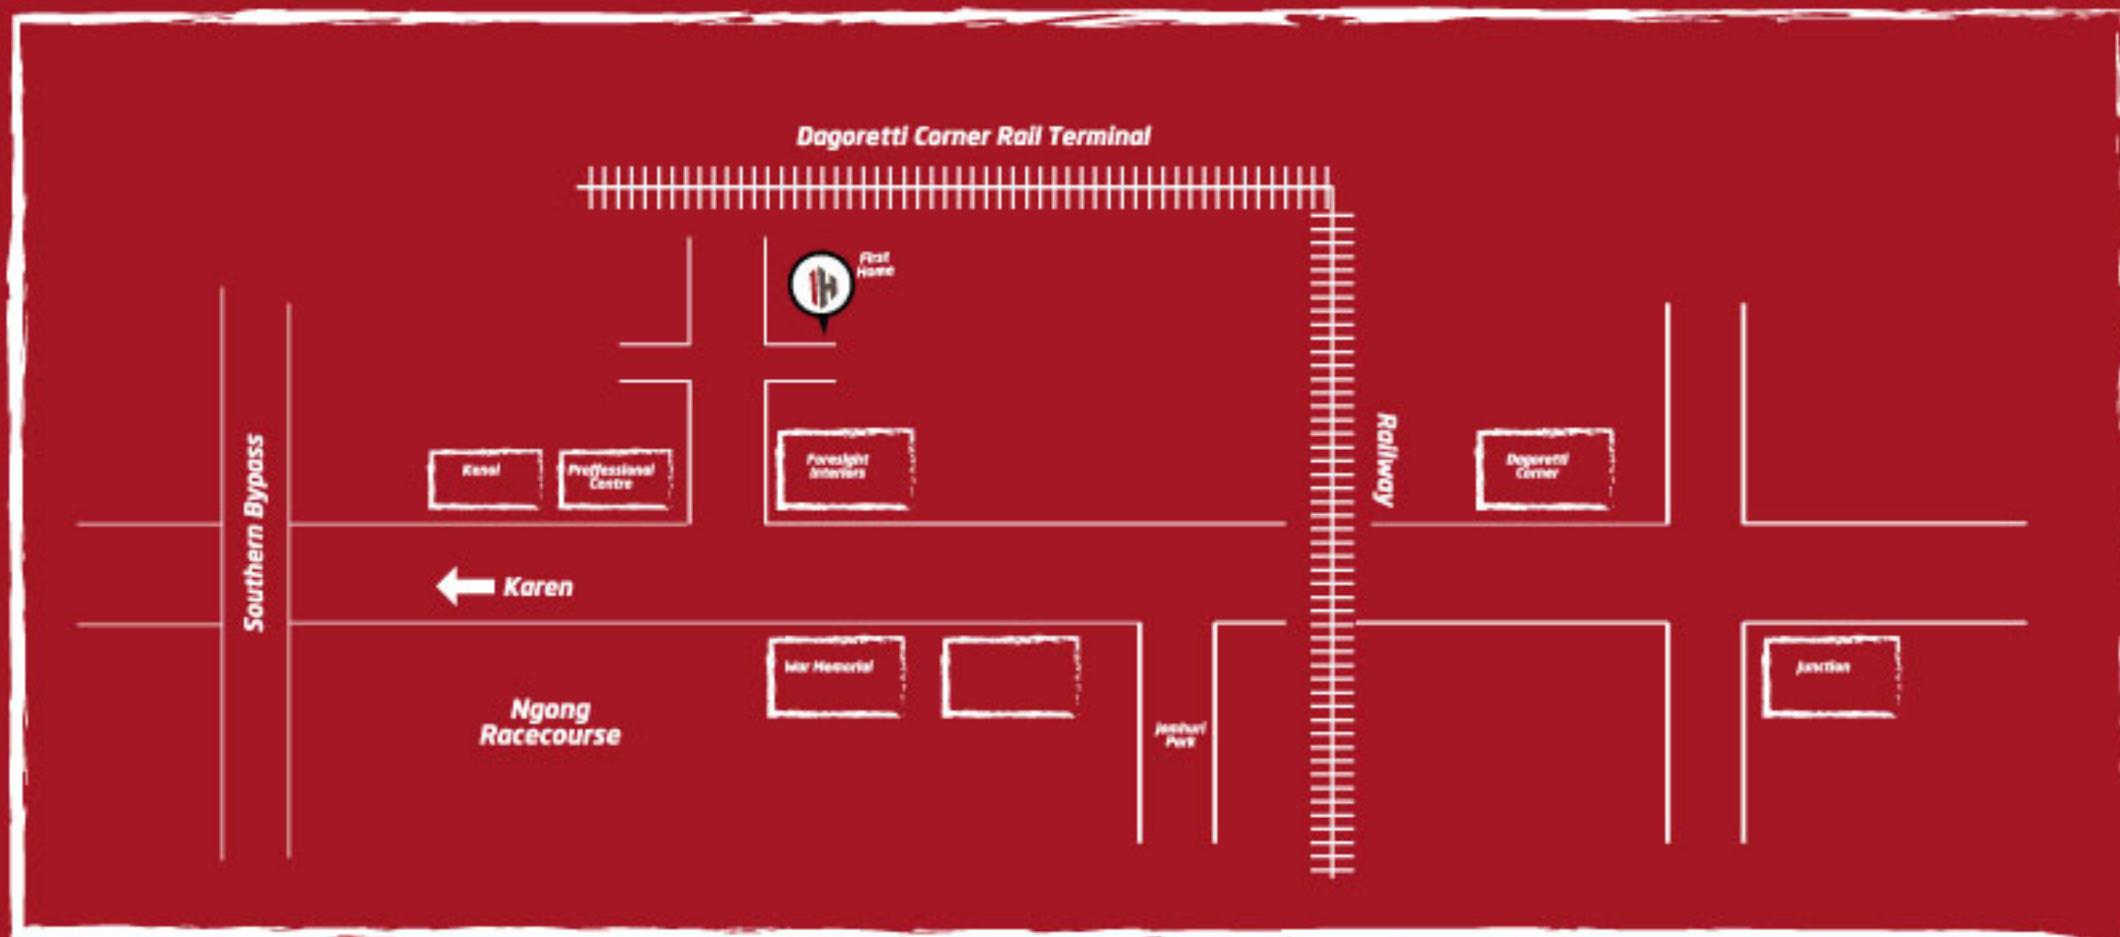 Dagoretti Corner Rail Terminal
First
Home
Southern Bypass
Kenol
Proffessional
Centre
Foresight
Interiors
Railway
Dagoretti
Corner
Karen
War Memorial
Junction
Ngong
Racecourse
Jamhuri
Park